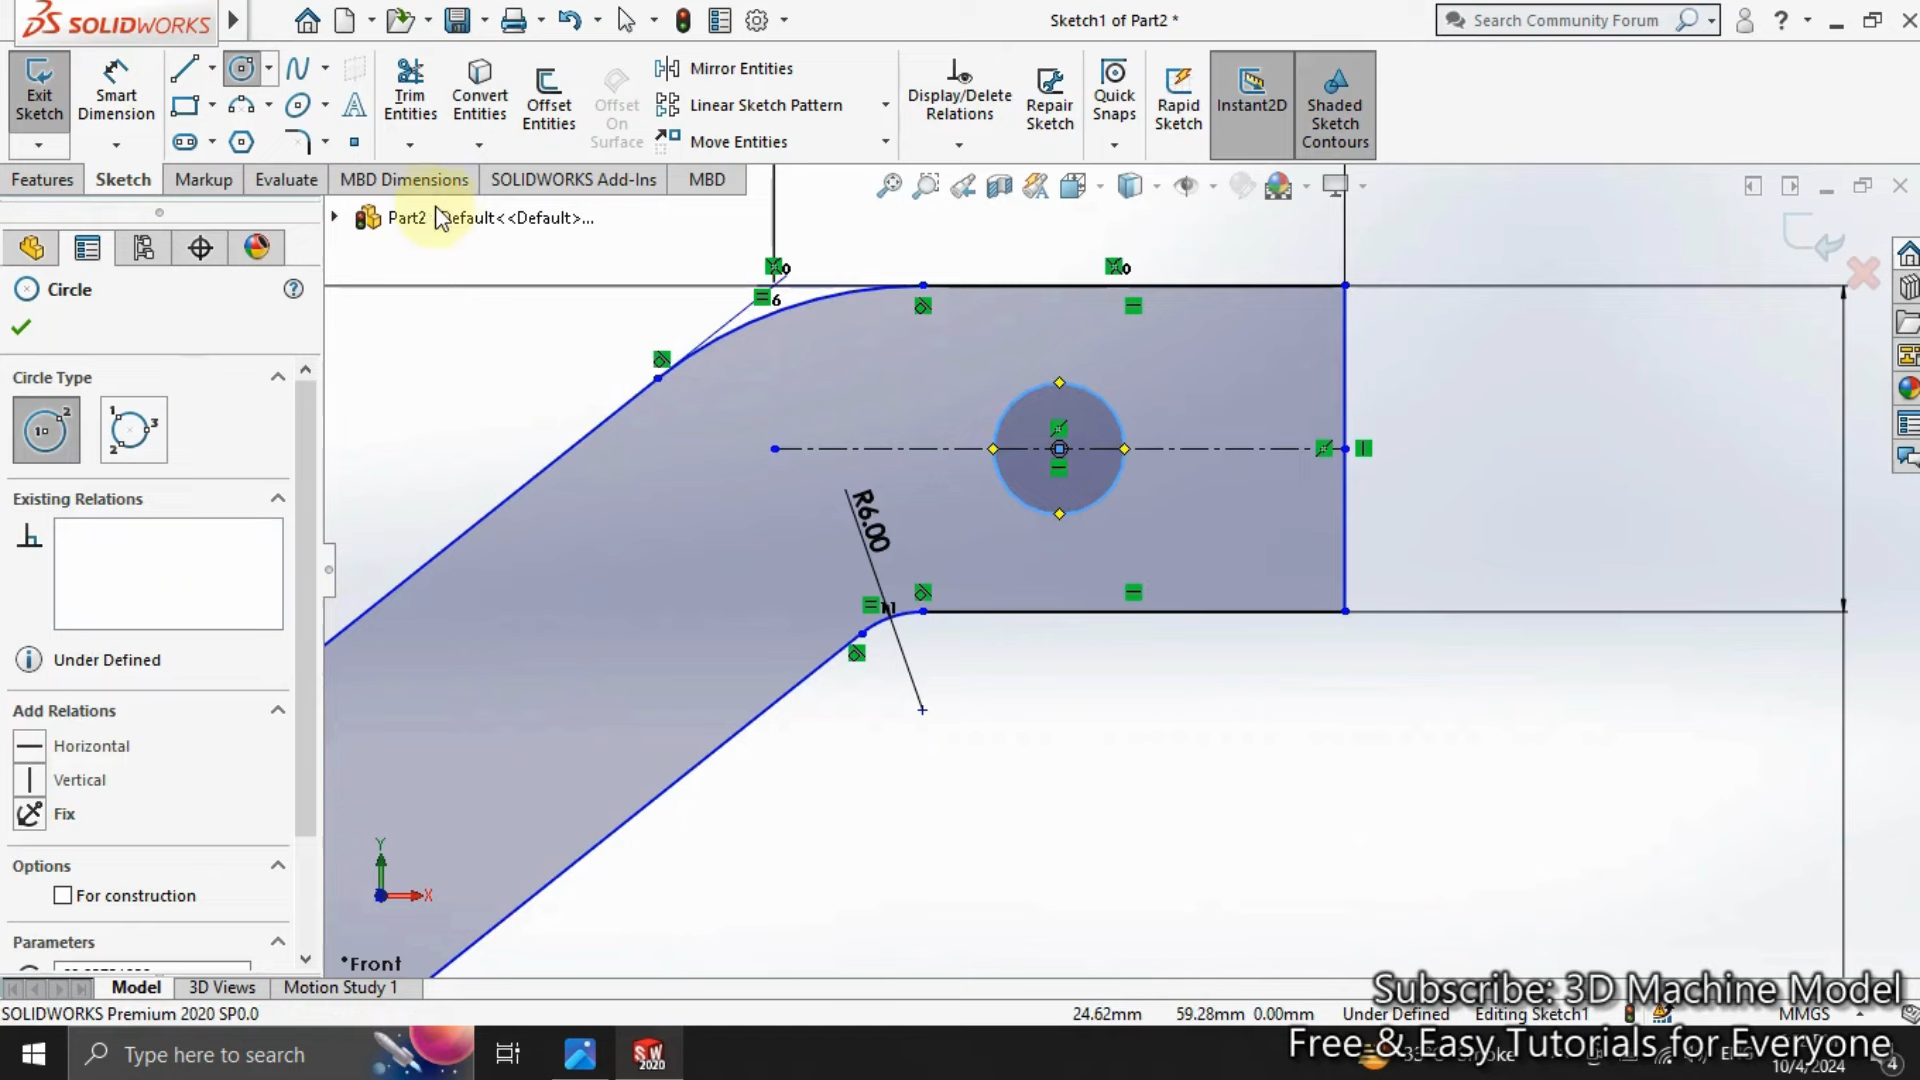 SOLIDWORKS
Sketch1 of Part2 *
Search Community Forum
Exit Sketch
Smart Dimension
Trim Entities
Convert Entities
Offset Entities
Offset On Surface
Mirror Entities
Linear Sketch Pattern
Move Entities
Display/Delete Relations
Repair Sketch
Quick Snaps
Rapid Sketch
Instant2D
Shaded Sketch Contours
Features
Sketch
Markup
Evaluate
MBD Dimensions
SOLIDWORKS Add-Ins
MBD
Part2
Default<<Default>...
Circle
Circle Type
Existing Relations
Under Defined
Add Relations
Horizontal
Vertical
Fix
Options
For construction
Parameters
0
0
6
R6.00
11
Y
X
*Front
Model
3D Views
Motion Study 1
SOLIDWORKS Premium 2020 SP0.0
24.62mm
59.28mm
0.00mm
Under Defined
Editing Sketch1
MMGS
Subscribe: 3D Machine Model
Free & Easy Tutorials for Everyone
Type here to search
10/4/2024
4